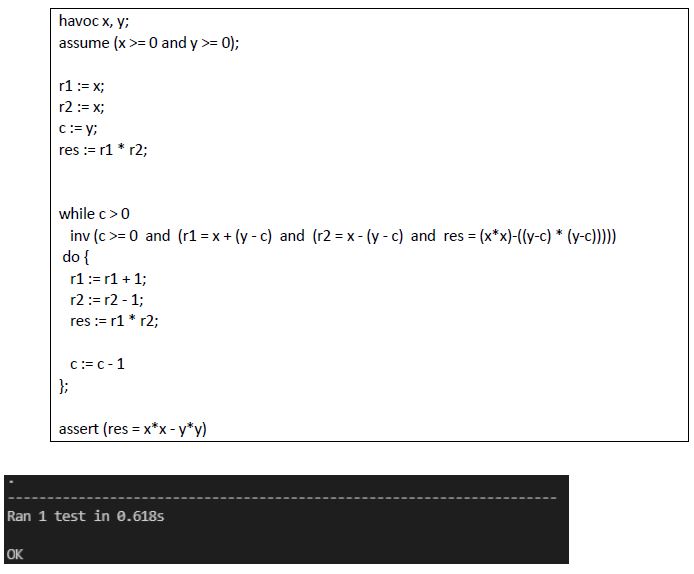 havoc x, y;
assume (x >= 0 and y >= 0);
r1 := x;
r2 := x;
c := y;
res := r1 * r2;
while c > 0
inv (c >= 0 and (r1 = x + (y - c) and (r2 = x - (y - c) and res = (x*x)-((y-c) * (y-c)))))
do {
r1 := r1 + 1;
r2 := r2 - 1;
res := r1 * r2;
c := c - 1
};
assert (res = x*x - y*y)
.
----------------------------------------------------------------------
Ran 1 test in 0.618s
OK